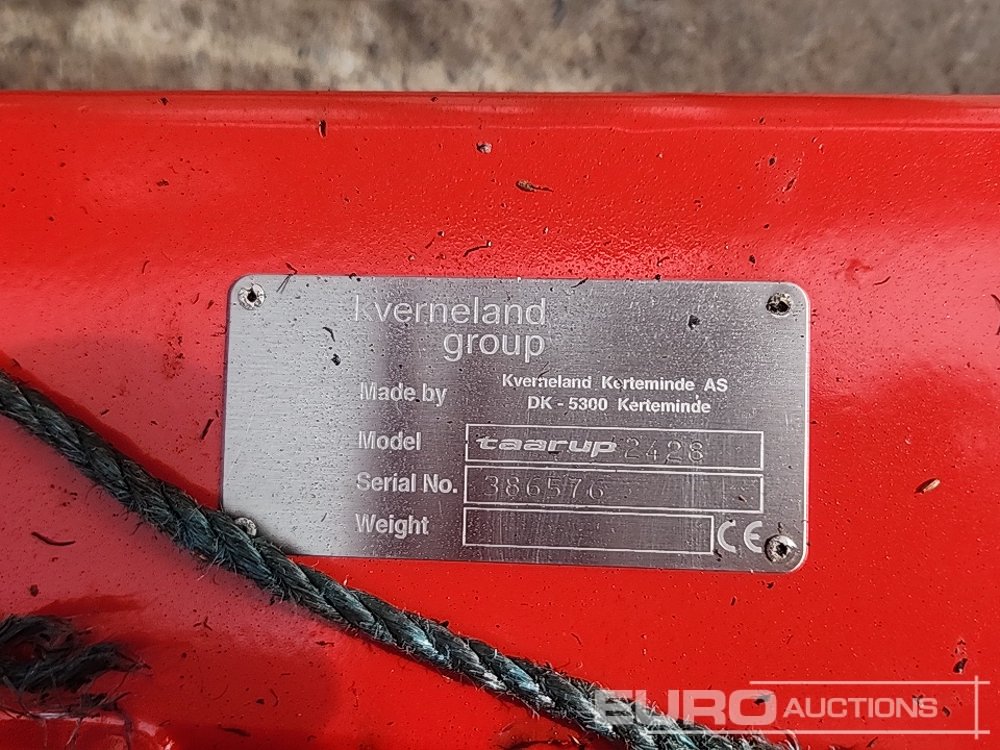 kverneland
group
Made by
Kverneland Kerteminde AS
DK - 5300 Kerteminde
Model taarup 2428
Serial No. 386576
Weight
CE
EURO AUCTIONS